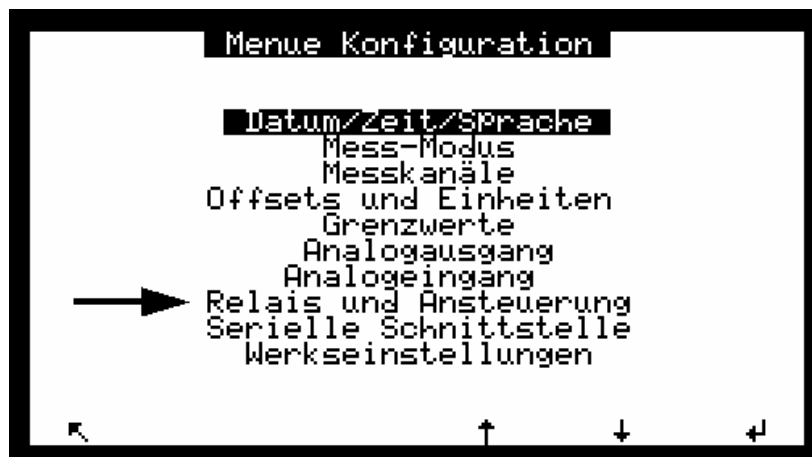 Menue Konfiguration
Datum/Zeit/Sprache
Mess-Modus
Messkanäle
Offsets und Einheiten
Grenzwerte
Analogausgang
Analogeingang
Relais und Ansteuerung
Serielle Schnittstelle
Werkseinstellungen